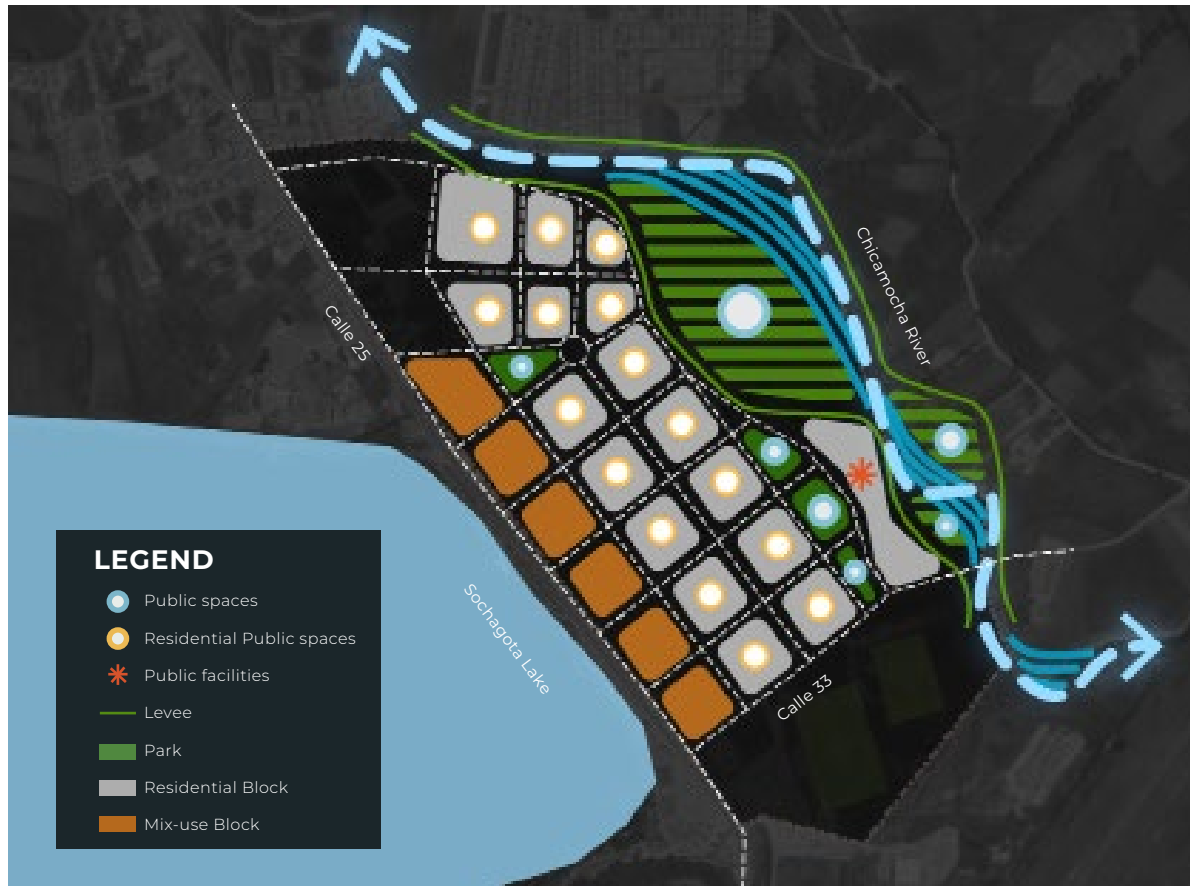 Chicamocha River
Calle 25
Sochagota Lake
Calle 33
LEGEND
Public spaces
Residential Public spaces
Public facilities
Levee
Park
Residential Block
Mix-use Block